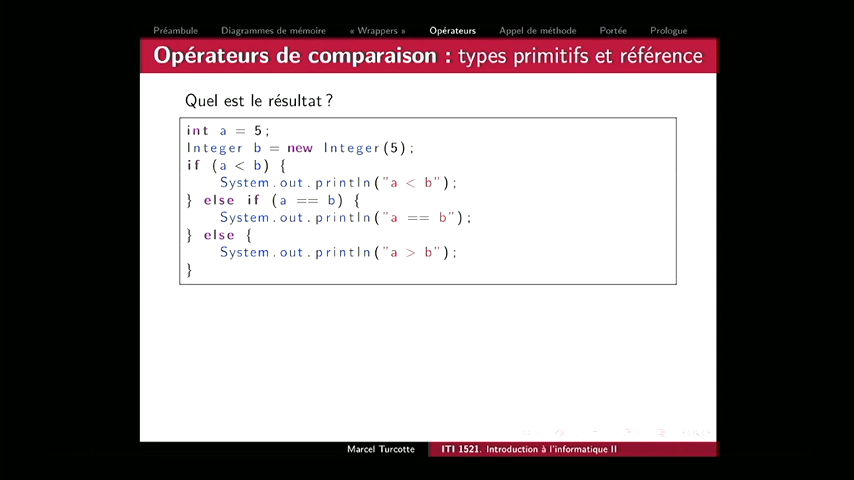 Préambule Diagrammes de mémoire « Wrappers » Opérateurs Appel de méthode Portée Prologue
Opérateurs de comparaison : types primitifs et référence
Quel est le résultat ?
int a = 5;
Integer b = new Integer(5);
if (a < b) {
    System.out.println("a < b");
} else if (a == b) {
    System.out.println("a == b");
} else {
    System.out.println("a > b");
}
Marcel Turcotte ITI 1521. Introduction à l'informatique II